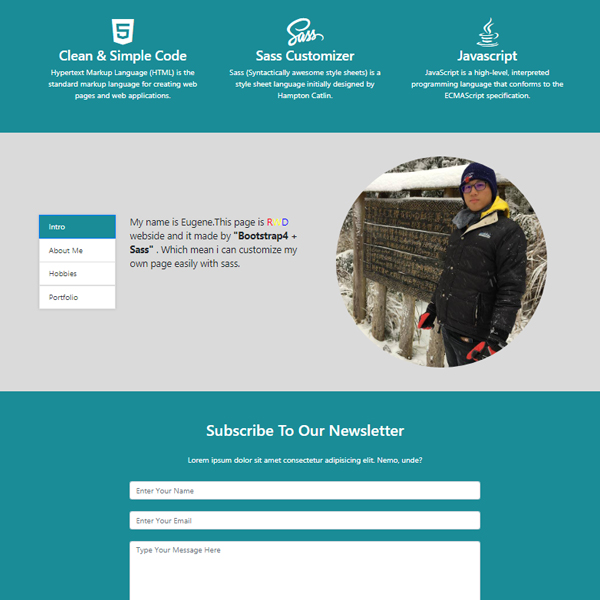 5
Sass
Clean & Simple Code
Hypertext Markup Language (HTML) is the
standard markup language for creating web
pages and web applications.
Sass Customizer
Sass (Syntactically awesome style sheets) is a
style sheet language initially designed by
Hampton Catlin.
Javascript
JavaScript is a high-level, interpreted
programming language that conforms to the
ECMAScript specification.
Intro
About Me
Hobbies
Portfolio
My name is Eugene.This page is RWD
webside and it made by "Bootstrap4 +
Sass" . Which mean i can customize my
own page easily with sass.
Subscribe To Our Newsletter
Lorem ipsum dolor sit amet consectetur adipisicing elit. Nemo, unde?
Enter Your Name
Enter Your Email
Type Your Message Here